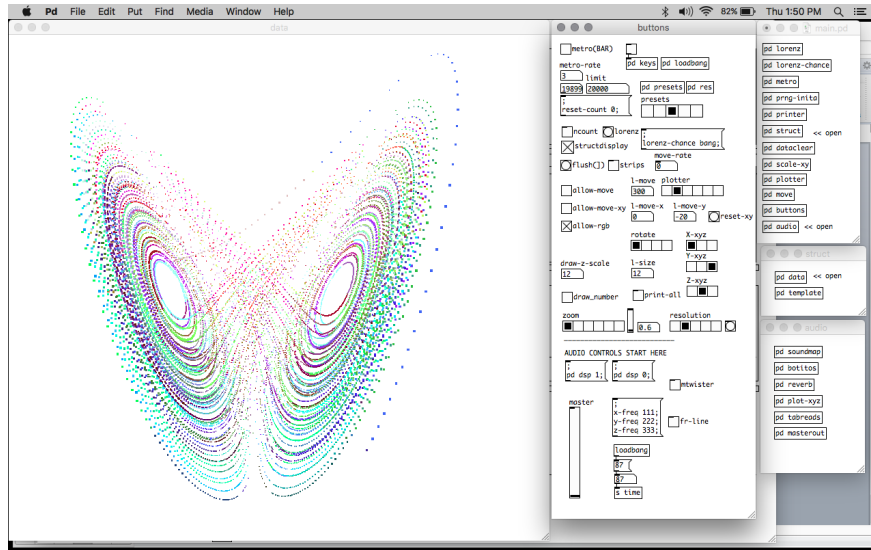 Pd File Edit Put Find Media Window Help
82% Thu 1:50 PM
data
buttons
metro(BAR)
pd keys pd loadbang
metro-rate
3 limit
19899 20000 pd presets pd res
;
reset-count 0;
presets
ncount lorenz
;
lorenz-chance bang;
structdisplay
move-rate
flush(]) strips 0
l-move plotter
allow-move 300
l-move-x l-move-y
allow-move-xy 0 -20 reset-xy
allow-rgb
rotate X-xyz
Y-xyz
draw-z-scale l-size
12 12
Z-xyz
draw_number print-all
zoom resolution
0.6
AUDIO CONTROLS START HERE
;
pd dsp 1;
;
pd dsp 0;
mtwister
master
;
x-freq 111;
y-freq 222;
z-freq 333;
fr-line
loadbang
87
87
s time
main.pd
pd lorenz
pd lorenz-chance
pd metro
pd prng-inita
pd printer
pd struct << open
pd dataclear
pd scale-xy
pd plotter
pd move
pd buttons
pd audio << open
struct
pd data << open
pd template
audio
pd soundmap
pd botitos
pd reverb
pd plot-xyz
pd tabreads
pd masterout